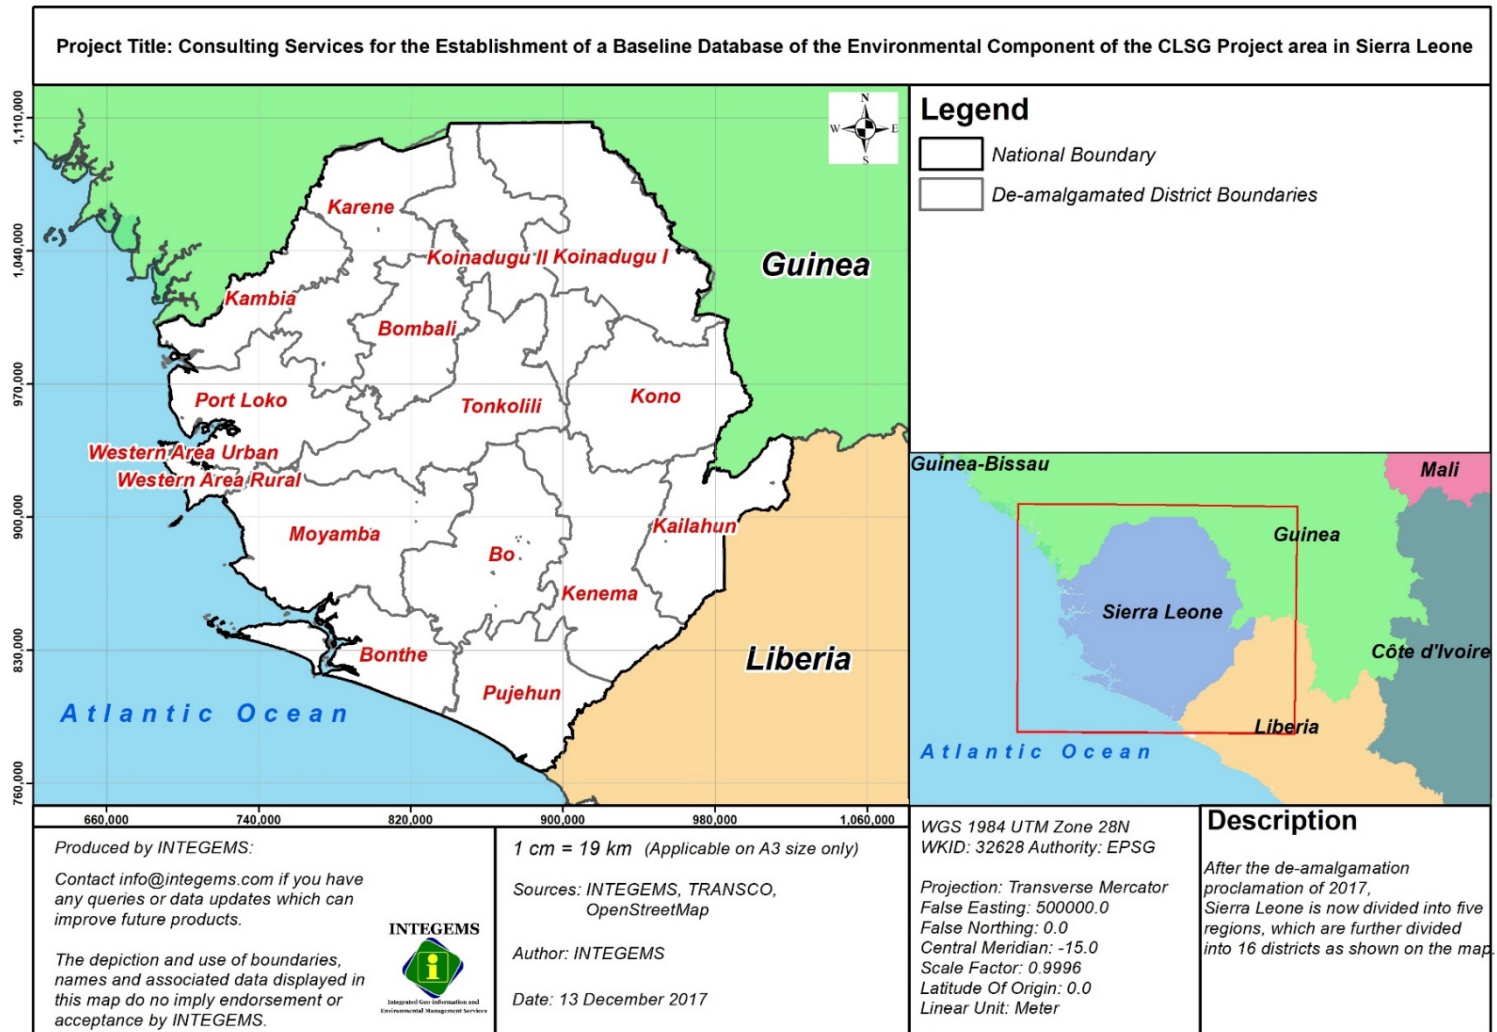 Project Title: Consulting Services for the Establishment of a Baseline Database of the Environmental Component of the CLSG Project area in Sierra Leone
N
W E
S
Karene
Koinadugu II Koinadugu I
Guinea
Kambia
Bombali
Port Loko
Tonkolili
Kono
Western Area Urban
Western Area Rural
Moyamba
Bo
Kailahun
Kenema
Bonthe
Pujehun
Liberia
Atlantic Ocean
1,110,000
1,040,000
970,000
900,000
830,000
760,000
660,000 740,000 820,000 900,000 980,000 1,060,000
Legend
National Boundary
De-amalgamated District Boundaries
Guinea-Bissau
Mali
Guinea
Sierra Leone
Côte d'Ivoire
Liberia
Atlantic Ocean
Produced by INTEGEMS:
Contact info@integems.com if you have
any queries or data updates which can
improve future products.
The depiction and use of boundaries,
names and associated data displayed in
this map do no imply endorsement or
acceptance by INTEGEMS.
INTEGEMS
i
Integrated Geo-information and
Environmental Management Services
1 cm = 19 km (Applicable on A3 size only)
Sources: INTEGEMS, TRANSCO,
OpenStreetMap
Author: INTEGEMS
Date: 13 December 2017
WGS 1984 UTM Zone 28N
WKID: 32628 Authority: EPSG
Projection: Transverse Mercator
False Easting: 500000.0
False Northing: 0.0
Central Meridian: -15.0
Scale Factor: 0.9996
Latitude Of Origin: 0.0
Linear Unit: Meter
Description
After the de-amalgamation
proclamation of 2017,
Sierra Leone is now divided into five
regions, which are further divided
into 16 districts as shown on the map.